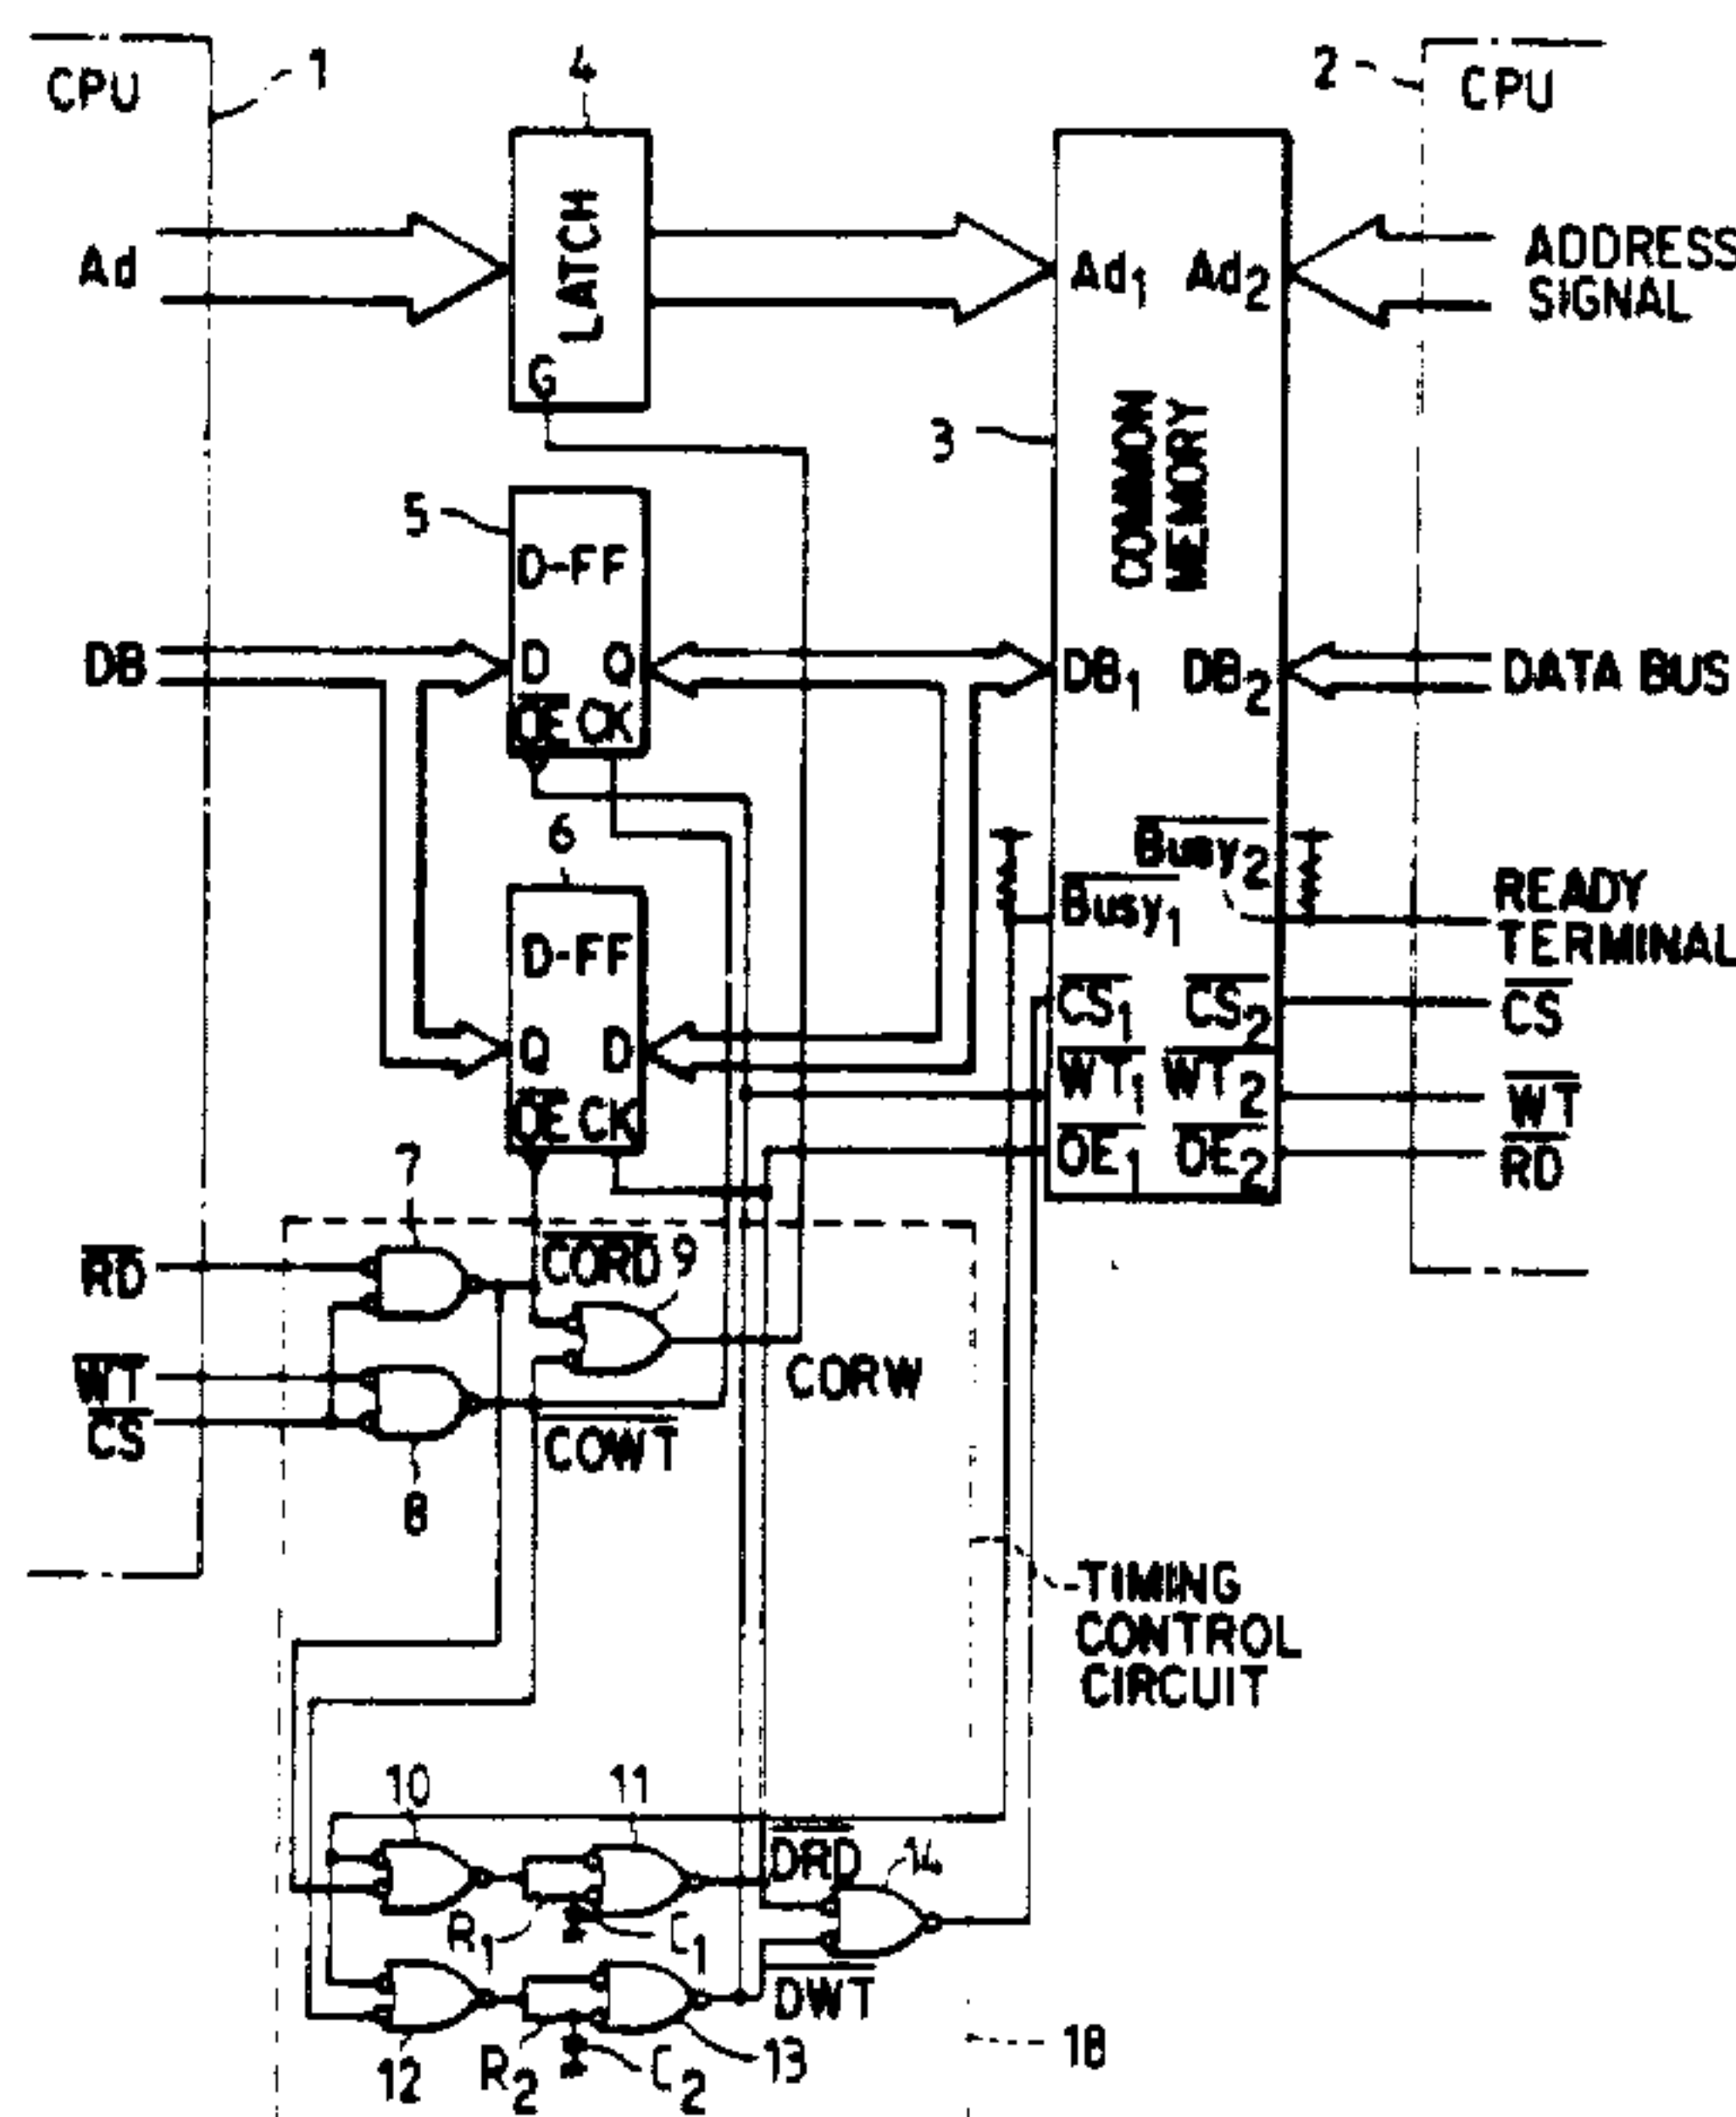 CPU
1
4
2
CPU
LATCH
G
Ad
Ad1
Ad2
ADDRESS
SIGNAL
3
COMMON
MEMORY
5
D-FF
D
Q
OE
CK
DB
DB1
DB2
DATA BUS
6
D-FF
Q
D
OE
CK
Busy2
Busy1
READY
TERMINAL
CS1
CS2
CS
WT1
WT2
WT
OE1
OE2
RD
7
RD
CORD
9
WT
CS
CORW
COWT
8
TIMING
CONTROL
CIRCUIT
10
11
DRD
14
R1
C1
DWT
12
R2
C2
13
18